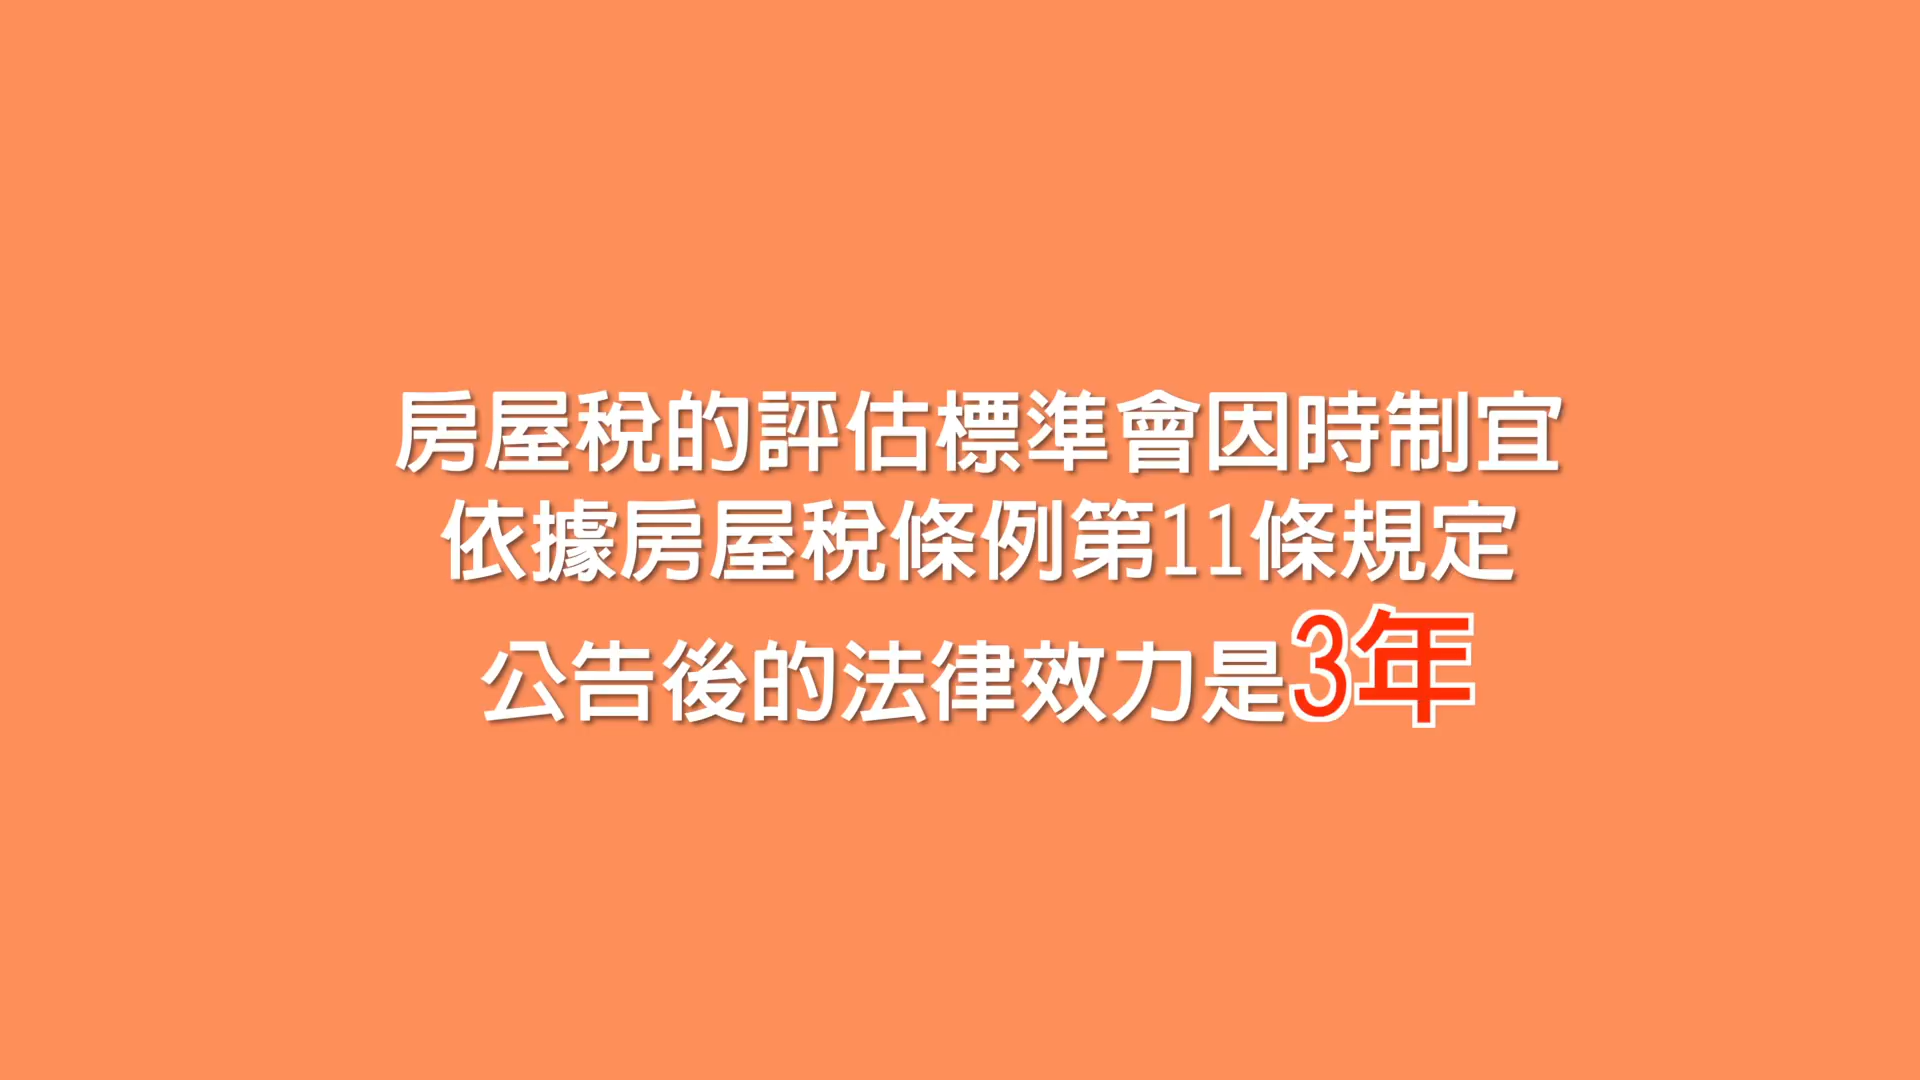 房屋稅的評估標準會因時制宜
依據房屋稅條例第11條規定
公告後的法律效力是3年